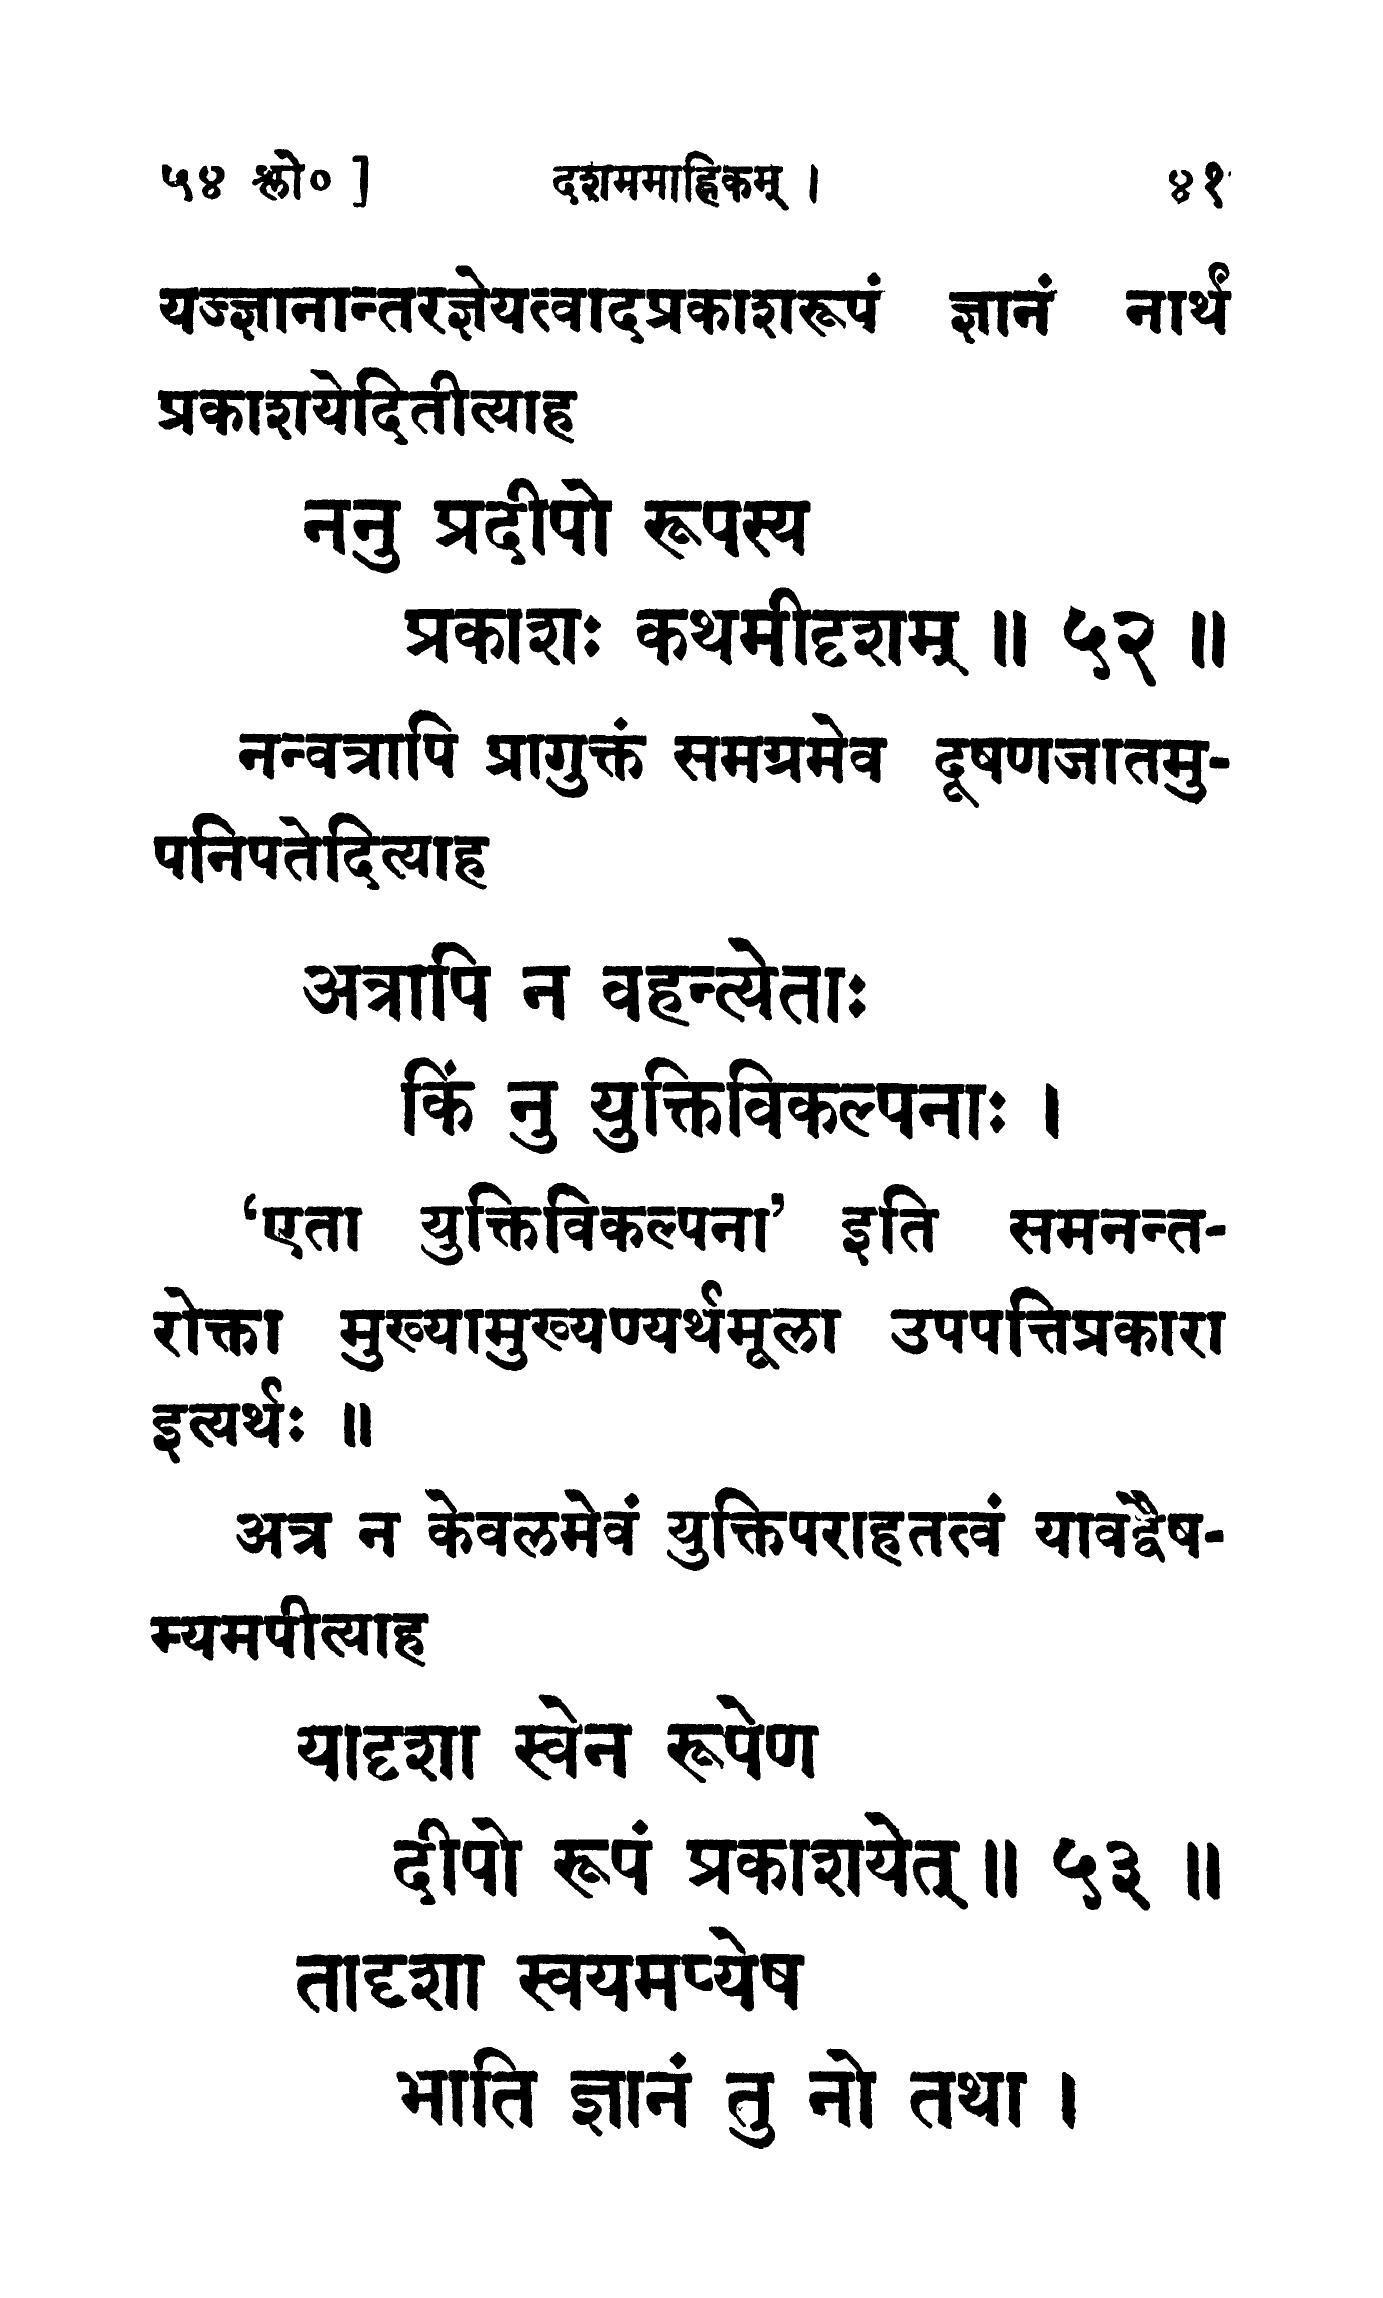 ५४ श्लो० ] दशममाह्निकम् । ४१
यज्ज्ञानान्तरज्ञेयत्वादप्रकाशरूपं ज्ञानं नार्थं
प्रकाशयेदितीत्याह
ननु प्रदीपो रूपस्य
प्रकाशः कथमीदृशम् ॥ ५२ ॥
नन्वत्रापि प्रागुक्तं समग्रमेव दूषणजातमु-
पनिपतेदित्याह
अत्रापि न वहन्त्येताः
किं नु युक्तिविकल्पनाः ।
‘एता युक्तिविकल्पना’ इति समनन्त-
रोक्ता मुख्यामुख्यण्यर्थमूला उपपत्तिप्रकारा
इत्यर्थः ॥
अत्र न केवलमेवं युक्तिपराहतत्वं यावद्वैष-
म्यमपीत्याह
यादृशा स्वेन रूपेण
दीपो रूपं प्रकाशयेत् ॥ ५३ ॥
तादृशा स्वयमप्येष
भाति ज्ञानं तु नो तथा ।